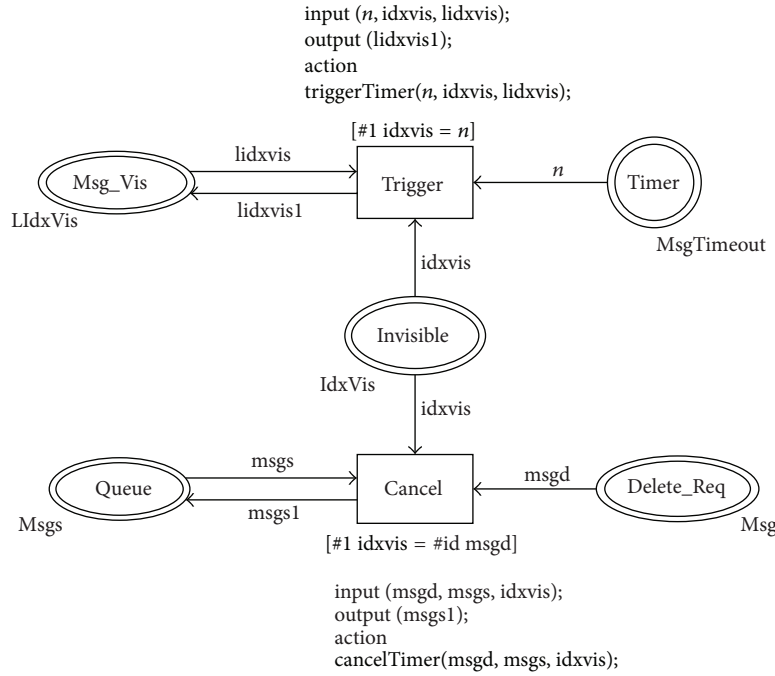 input (n, idxvis, lidxvis);
output (lidxvis1);
action
triggerTimer(n, idxvis, lidxvis);
[#1 idxvis = n]
lidxvis
Msg_Vis
Trigger
n
Timer
lidxvis1
LIdxVis
MsgTimeout
idxvis
Invisible
IdxVis
idxvis
msgs
msgd
Queue
Cancel
Delete_Req
msgs1
Msgs
Msg
[#1 idxvis = #id msgd]
input (msgd, msgs, idxvis);
output (msgs1);
action
cancelTimer(msgd, msgs, idxvis);